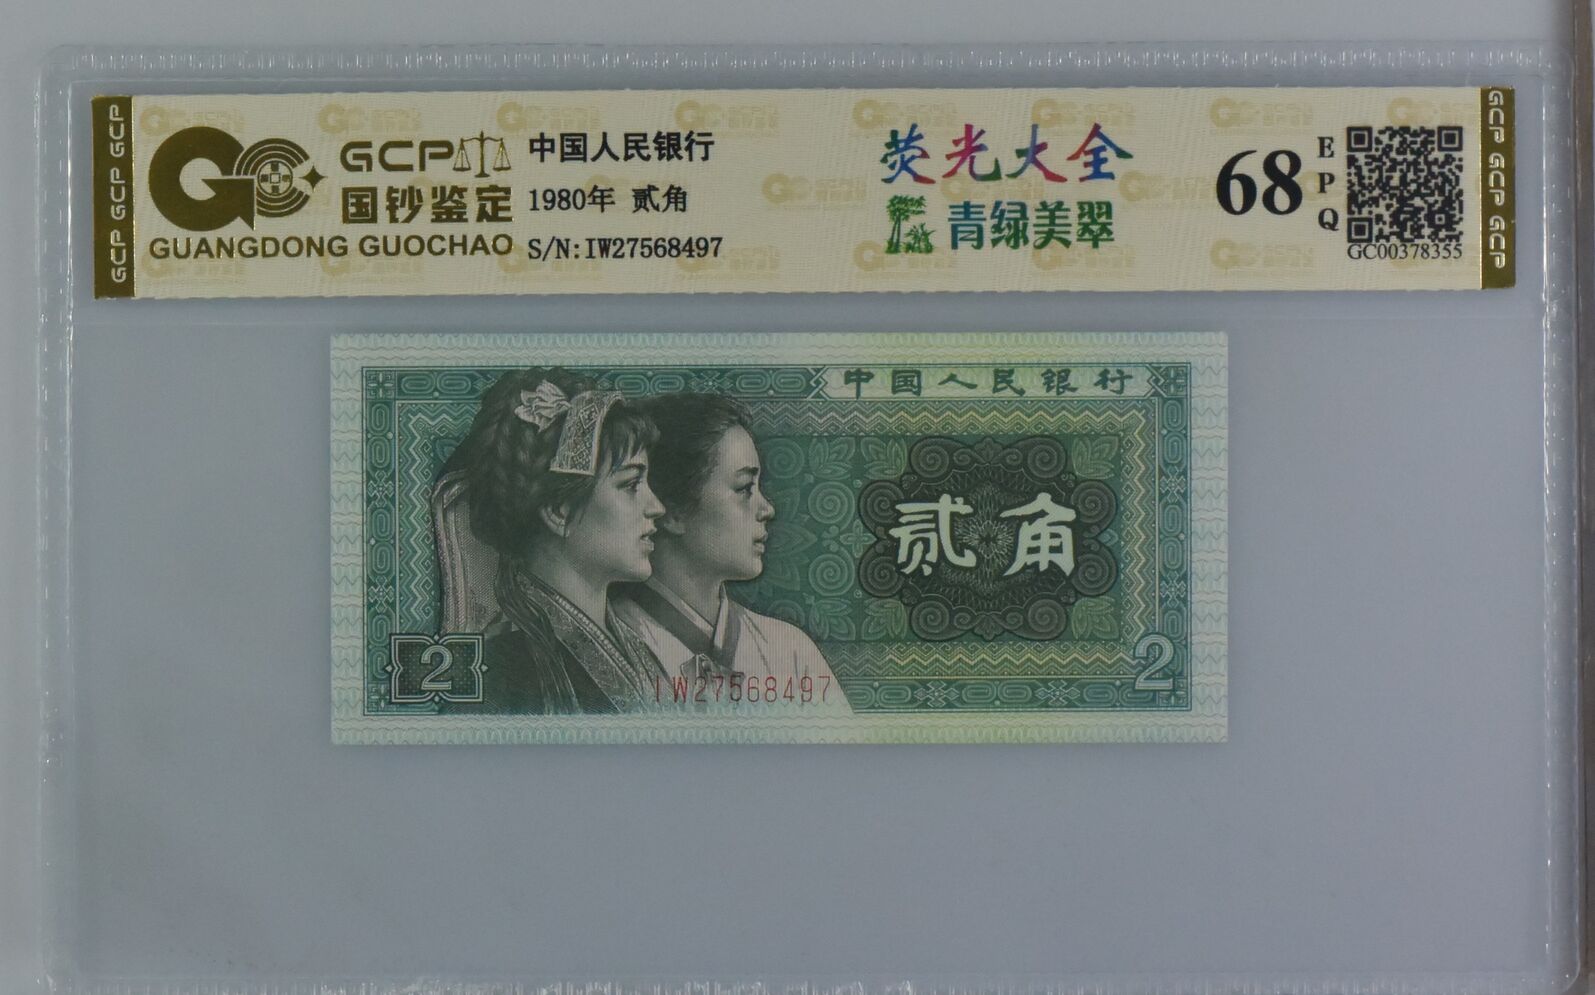 GCP GCP GCP
GCP
国钞鉴定
GUANGDONG GUOCHAO
中国人民银行
1980年 贰角
S/N:IW27568497
荧光大全
青绿美翠
68
EPQ
GC00378355
GCP GCP GCP
中国人民银行
贰角
2
IW27568497
2